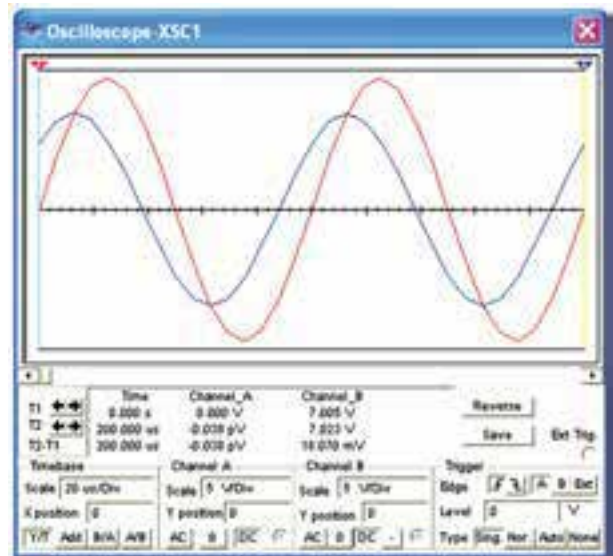 Oscilloscope-XSC1
Time Channel_A Channel_B
T1 0.000 s 0.000 V 7.005 V
T2 200.000 us -0.038 pV 7.023 V
T2-T1 200.000 us -0.038 pV 18.070 mV
Reverse
Save
Ext Trig
Timebase
Scale 20 us/Div
X position 0
Y/T Add B/A A/B
Channel A
Scale 5 V/Div
Y position 0
AC 0 DC
Channel B
Scale 5 V/Div
Y position 0
AC 0 DC -
Trigger
Edge A B Ext
Level 0 V
Type Sing. Nor. Auto None